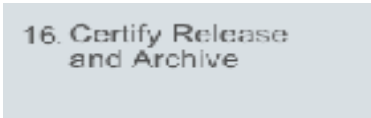 16. Certify Release
and Archive